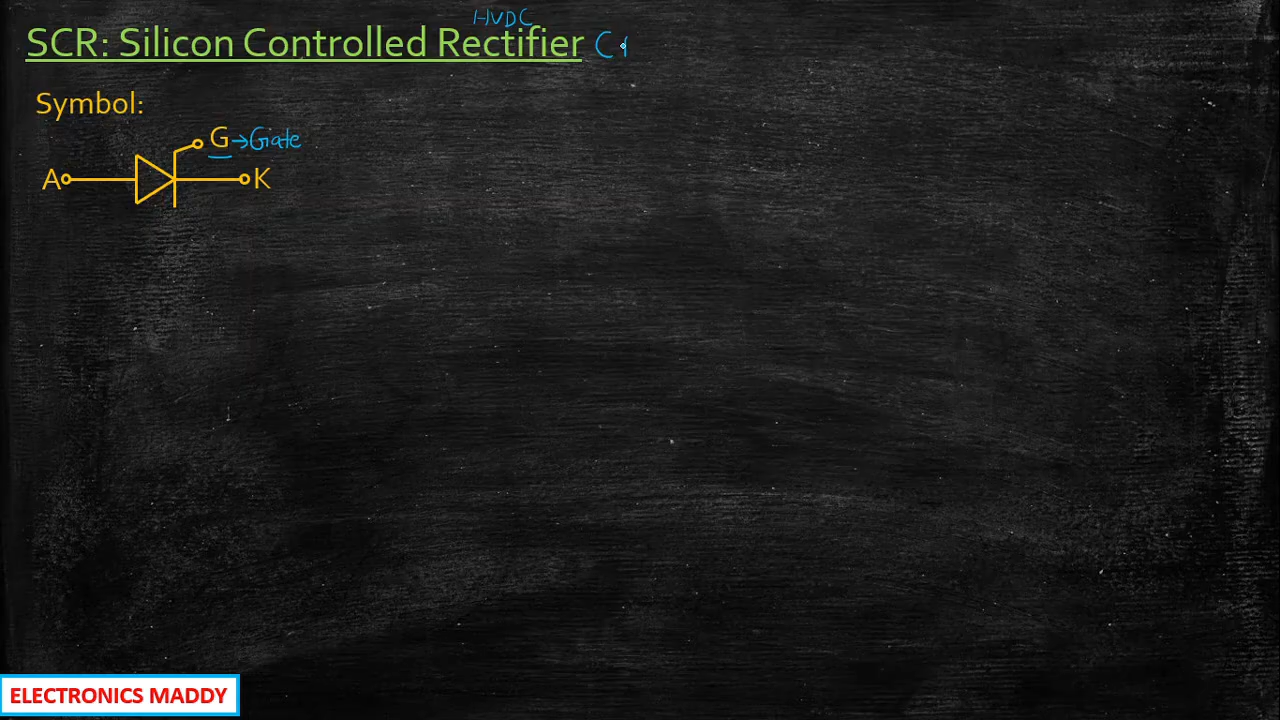 HVDC
SCR: Silicon Controlled Rectifier
Symbol:
G → Gate
A K
ELECTRONICS MADDY